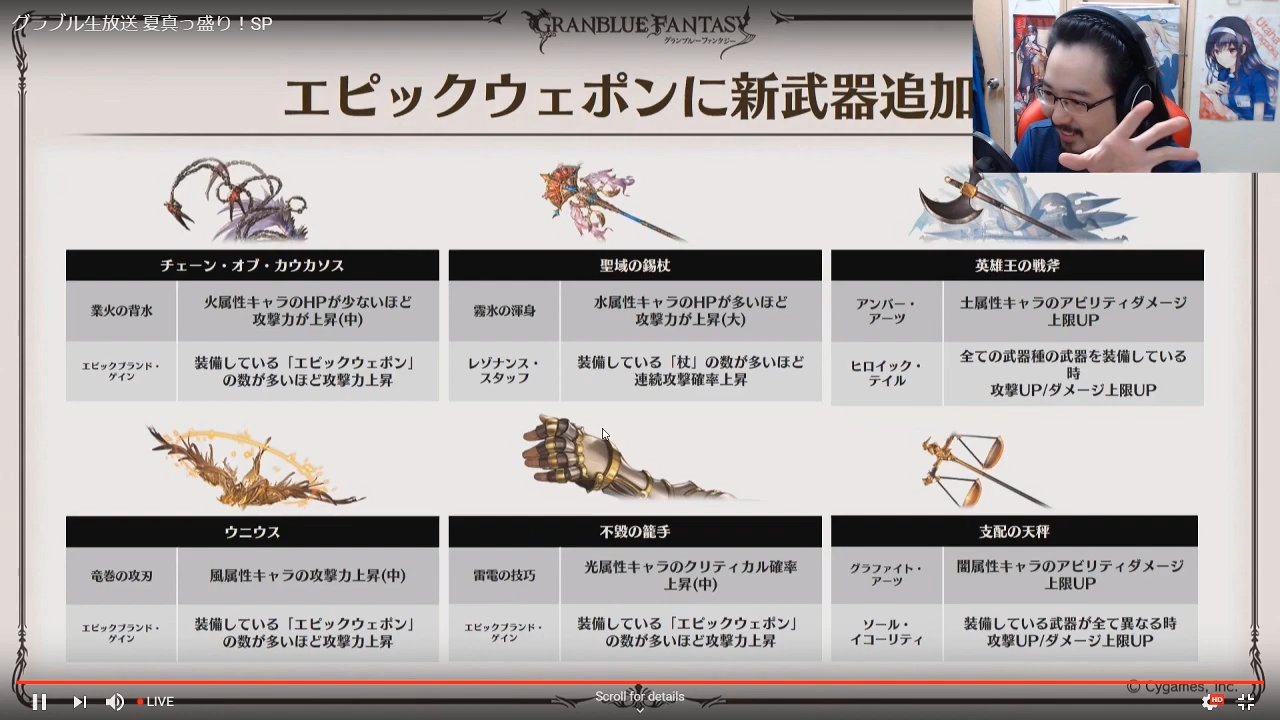 グラブル生放送 夏真っ盛り！SP
GRANBLUE FANTASY
グランブルーファンタジー
エピックウェポンに新武器追加
チェーン・オブ・カウカソス
業火の背水
火属性キャラのHPが少ないほど
攻撃力が上昇(中)
エピックブランド・
ゲイン
装備している「エピックウェポン」
の数が多いほど攻撃力上昇
聖域の錫杖
霧氷の渾身
水属性キャラのHPが多いほど
攻撃力が上昇(大)
レゾナンス・
スタッフ
装備している「杖」の数が多いほど
連続攻撃確率上昇
英雄王の戦斧
アンバー・
アーツ
土属性キャラのアビリティダメージ
上限UP
ヒロイック・
テイル
全ての武器種の武器を装備している
時
攻撃UP/ダメージ上限UP
ウニウス
竜巻の攻刃
風属性キャラの攻撃力上昇(中)
エピックブランド・
ゲイン
装備している「エピックウェポン」
の数が多いほど攻撃力上昇
不毀の籠手
雷電の技巧
光属性キャラのクリティカル確率
上昇(中)
エピックブランド・
ゲイン
装備している「エピックウェポン」
の数が多いほど攻撃力上昇
支配の天秤
グラファイト・
アーツ
闇属性キャラのアビリティダメージ
上限UP
ソール・
イコーリティ
装備している武器が全て異なる時
攻撃UP/ダメージ上限UP
LIVE
Scroll for details
© Cygames, Inc.
HD